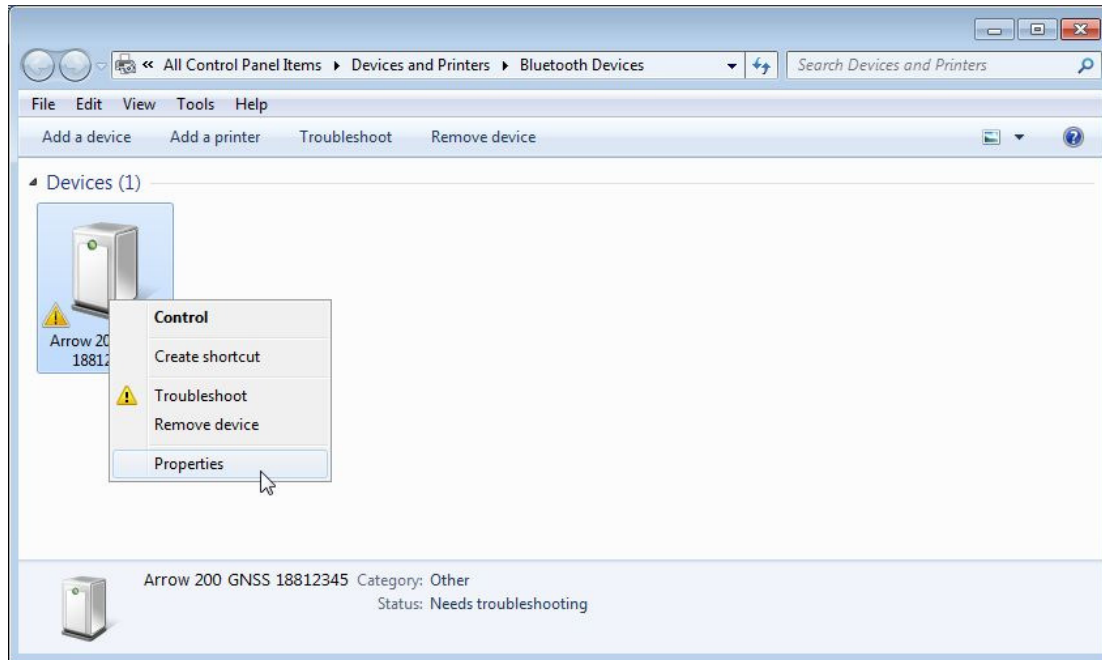 « All Control Panel Items ▸ Devices and Printers ▸ Bluetooth Devices
Search Devices and Printers
File Edit View Tools Help
Add a device Add a printer Troubleshoot Remove device
Devices (1)
Arrow 20
1881
Control
Create shortcut
Troubleshoot
Remove device
Properties
Arrow 200 GNSS 18812345 Category: Other
Status: Needs troubleshooting